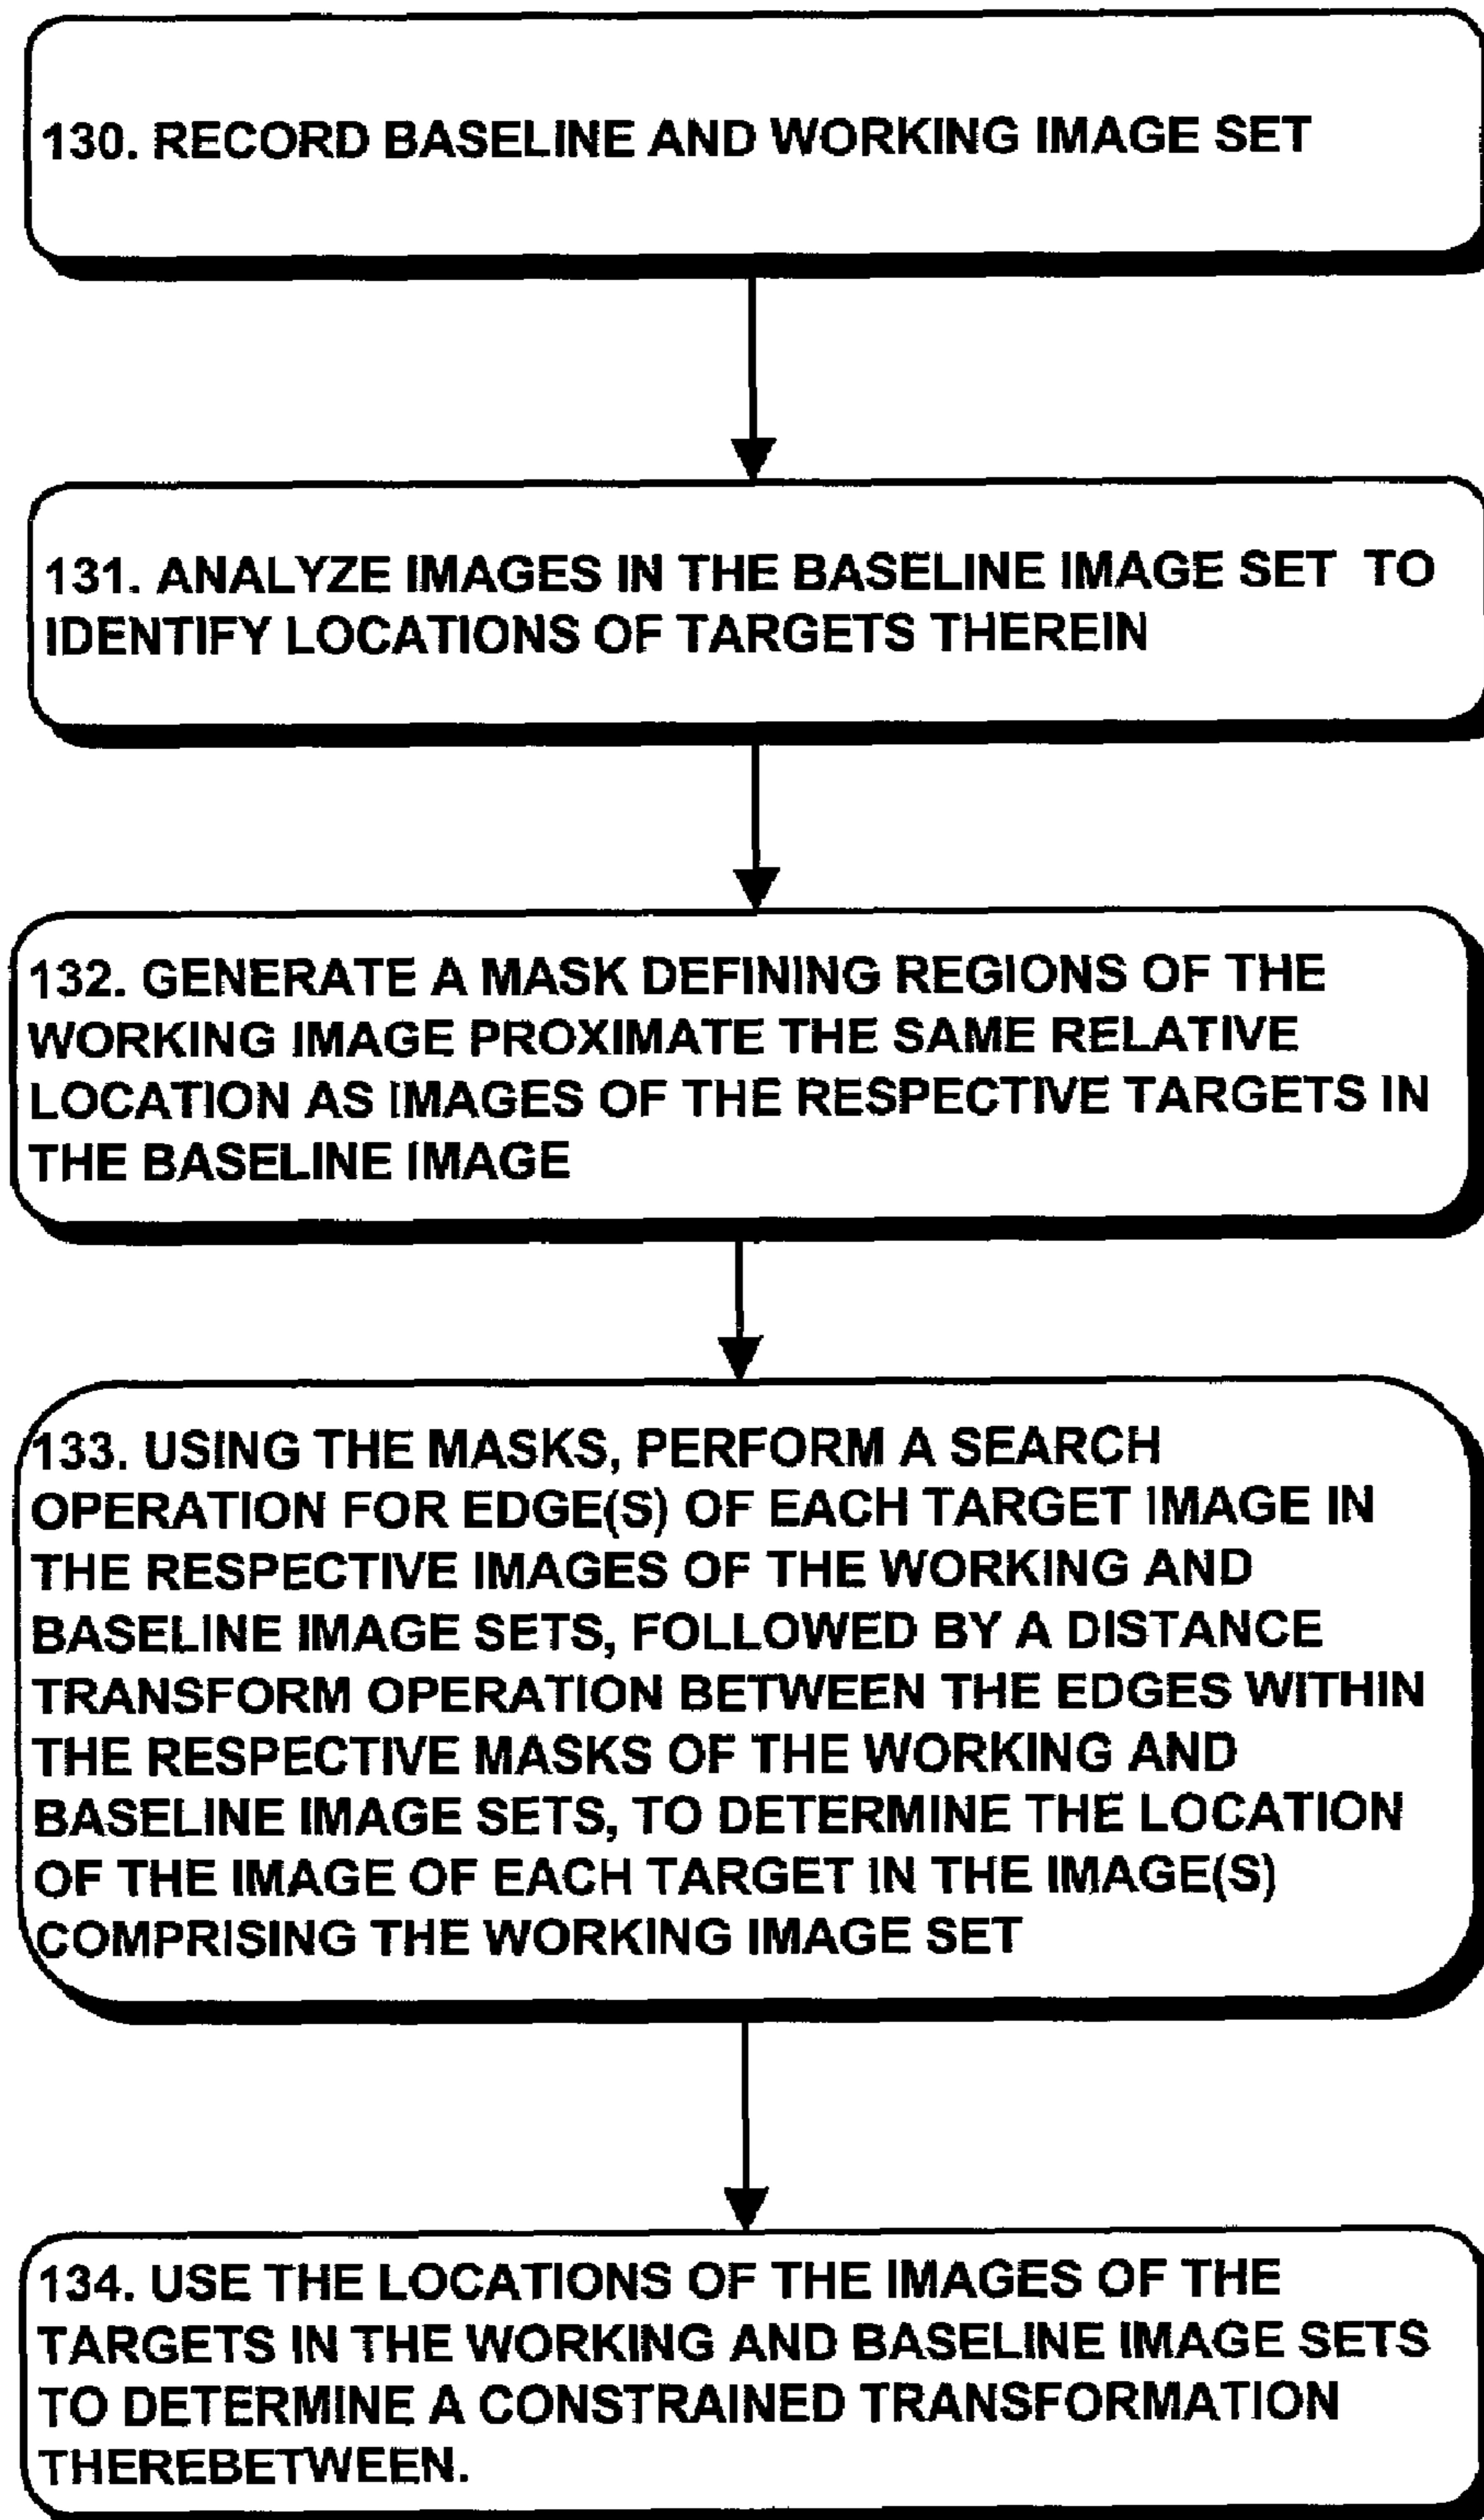 130. RECORD BASELINE AND WORKING IMAGE SET
131. ANALYZE IMAGES IN THE BASELINE IMAGE SET TO
IDENTIFY LOCATIONS OF TARGETS THEREIN
132. GENERATE A MASK DEFINING REGIONS OF THE
WORKING IMAGE PROXIMATE THE SAME RELATIVE
LOCATION AS IMAGES OF THE RESPECTIVE TARGETS IN
THE BASELINE IMAGE
133. USING THE MASKS, PERFORM A SEARCH
OPERATION FOR EDGE(S) OF EACH TARGET IMAGE IN
THE RESPECTIVE IMAGES OF THE WORKING AND
BASELINE IMAGE SETS, FOLLOWED BY A DISTANCE
TRANSFORM OPERATION BETWEEN THE EDGES WITHIN
THE RESPECTIVE MASKS OF THE WORKING AND
BASELINE IMAGE SETS, TO DETERMINE THE LOCATION
OF THE IMAGE OF EACH TARGET IN THE IMAGE(S)
COMPRISING THE WORKING IMAGE SET
134. USE THE LOCATIONS OF THE IMAGES OF THE
TARGETS IN THE WORKING AND BASELINE IMAGE SETS
TO DETERMINE A CONSTRAINED TRANSFORMATION
THEREBETWEEN.